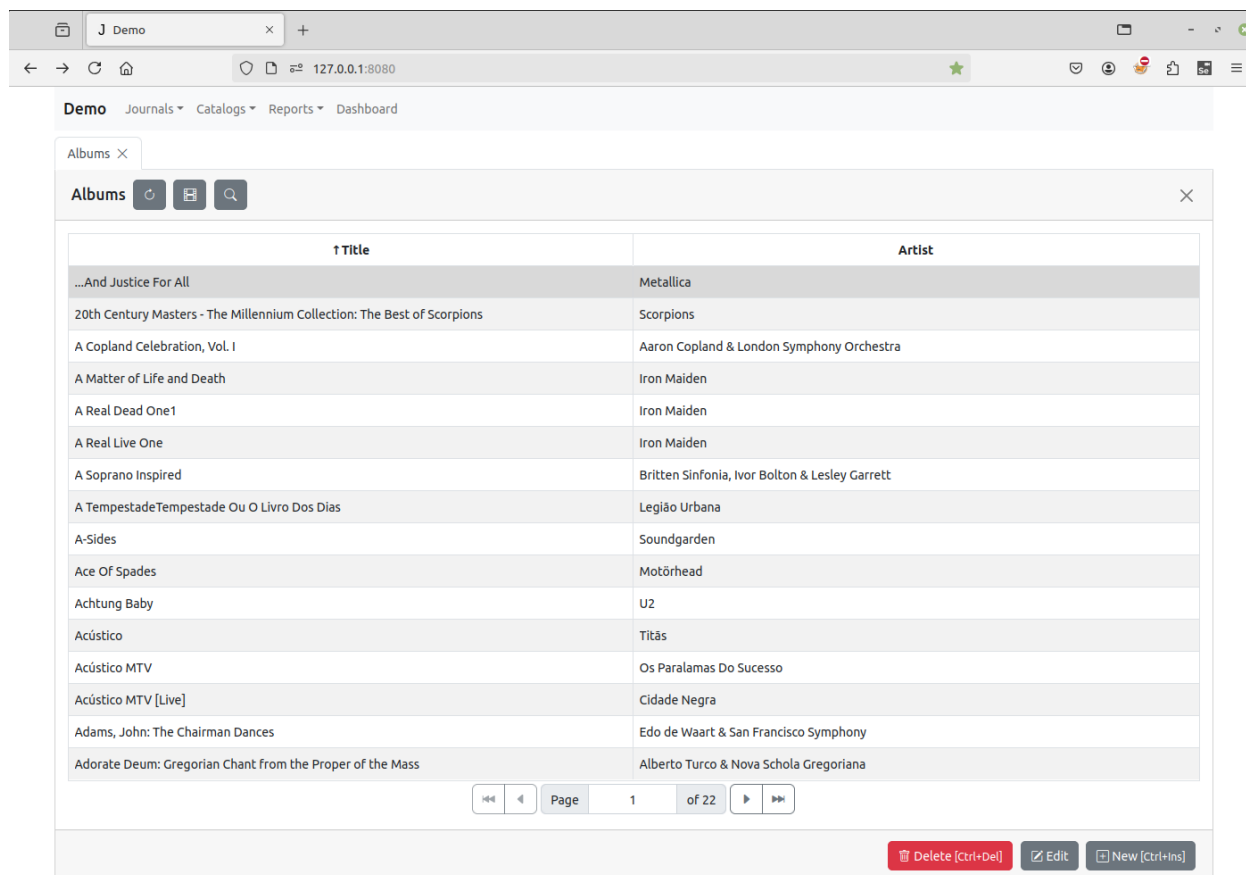 J Demo
127.0.0.1:8080
Se
Demo Journals Catalogs Reports Dashboard
Albums
Albums
↑Title Artist
...And Justice For All Metallica
20th Century Masters - The Millennium Collection: The Best of Scorpions Scorpions
A Copland Celebration, Vol. I Aaron Copland & London Symphony Orchestra
A Matter of Life and Death Iron Maiden
A Real Dead One1 Iron Maiden
A Real Live One Iron Maiden
A Soprano Inspired Britten Sinfonia, Ivor Bolton & Lesley Garrett
A TempestadeTempestade Ou O Livro Dos Dias Legião Urbana
A-Sides Soundgarden
Ace Of Spades Motörhead
Achtung Baby U2
Acústico Titãs
Acústico MTV Os Paralamas Do Sucesso
Acústico MTV [Live] Cidade Negra
Adams, John: The Chairman Dances Edo de Waart & San Francisco Symphony
Adorate Deum: Gregorian Chant from the Proper of the Mass Alberto Turco & Nova Schola Gregoriana
Page 1 of 22
Delete [Ctrl+Del] Edit New [Ctrl+Ins]